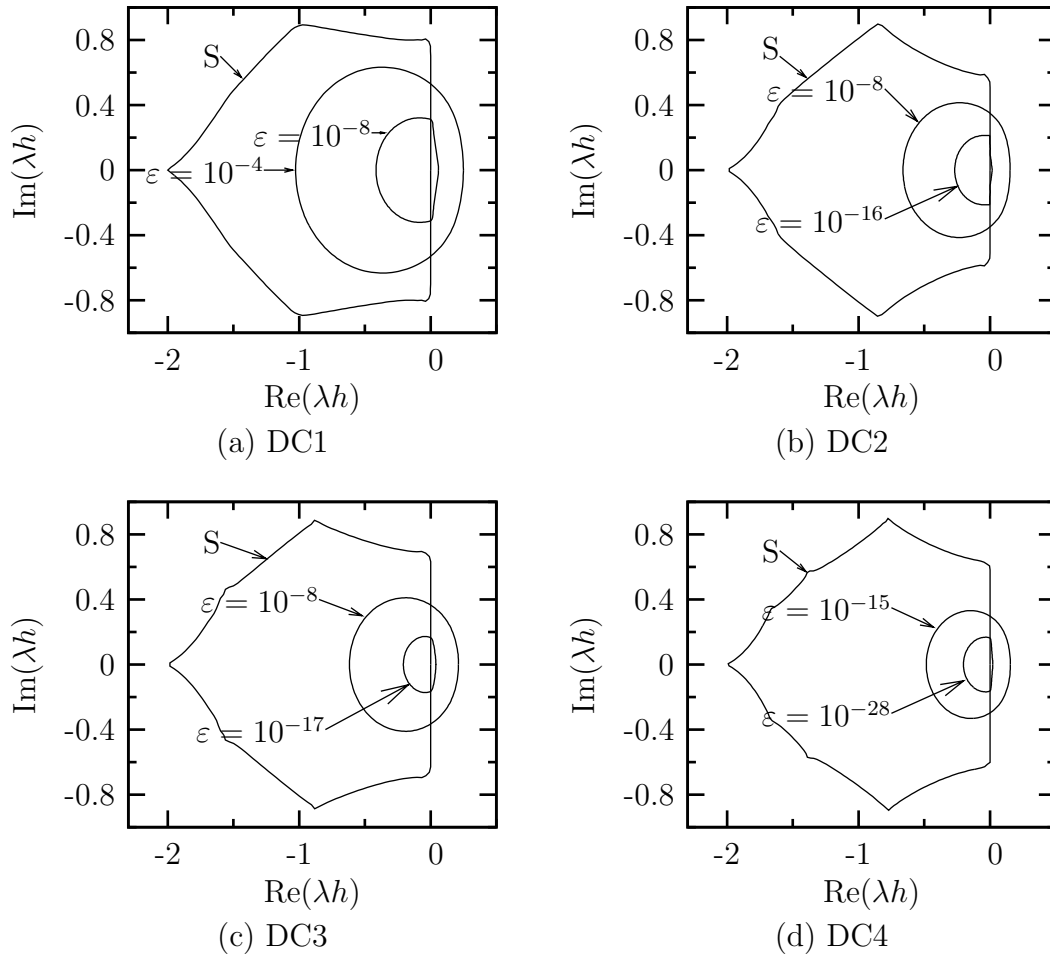 0.8
0.4
0
-0.4
-0.8
Im(λh)
S
ε = 10⁻⁸
ε = 10⁻⁴
-2 -1 0
Re(λh)
(a) DC1
0.8
0.4
0
-0.4
-0.8
Im(λh)
S
ε = 10⁻⁸
ε = 10⁻¹⁶
-2 -1 0
Re(λh)
(b) DC2
0.8
0.4
0
-0.4
-0.8
Im(λh)
S
ε = 10⁻⁸
ε = 10⁻¹⁷
-2 -1 0
Re(λh)
(c) DC3
0.8
0.4
0
-0.4
-0.8
Im(λh)
S
ε = 10⁻¹⁵
ε = 10⁻²⁸
-2 -1 0
Re(λh)
(d) DC4